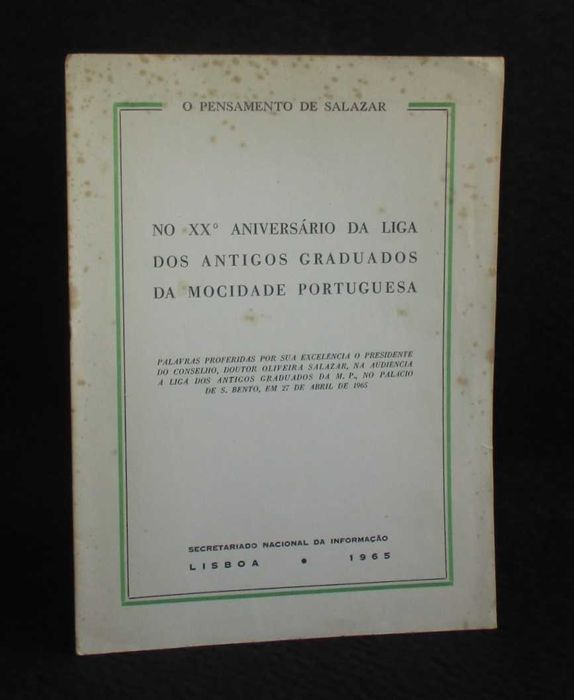 O PENSAMENTO DE SALAZAR
NO XX° ANIVERSÁRIO DA LIGA
DOS ANTIGOS GRADUADOS
DA MOCIDADE PORTUGUESA
PALAVRAS PROFERIDAS POR SUA EXCELÊNCIA O PRESIDENTE
DO CONSELHO, DOUTOR OLIVEIRA SALAZAR, NA AUDIÊNCIA
A LIGA DOS ANTIGOS GRADUADOS DA M. P., NO PALÁCIO
DE S. BENTO, EM 27 DE ABRIL DE 1965
SECRETARIADO NACIONAL DA INFORMAÇÃO
LISBOA • 1965